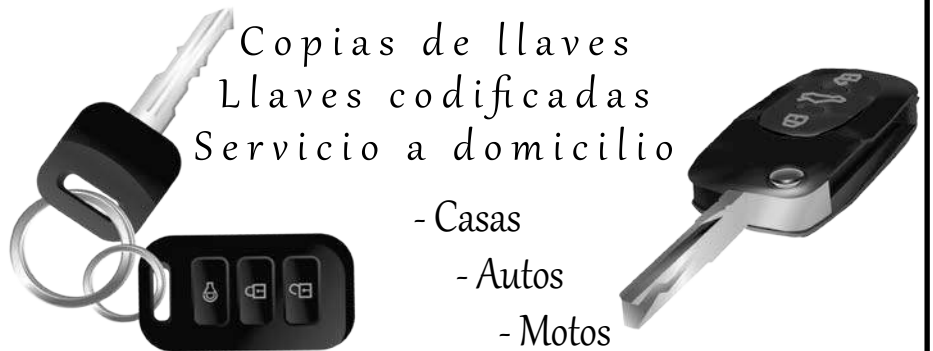 Copias de llaves
Llaves codificadas
Servicio a domicilio
- Casas
- Autos
- Motos